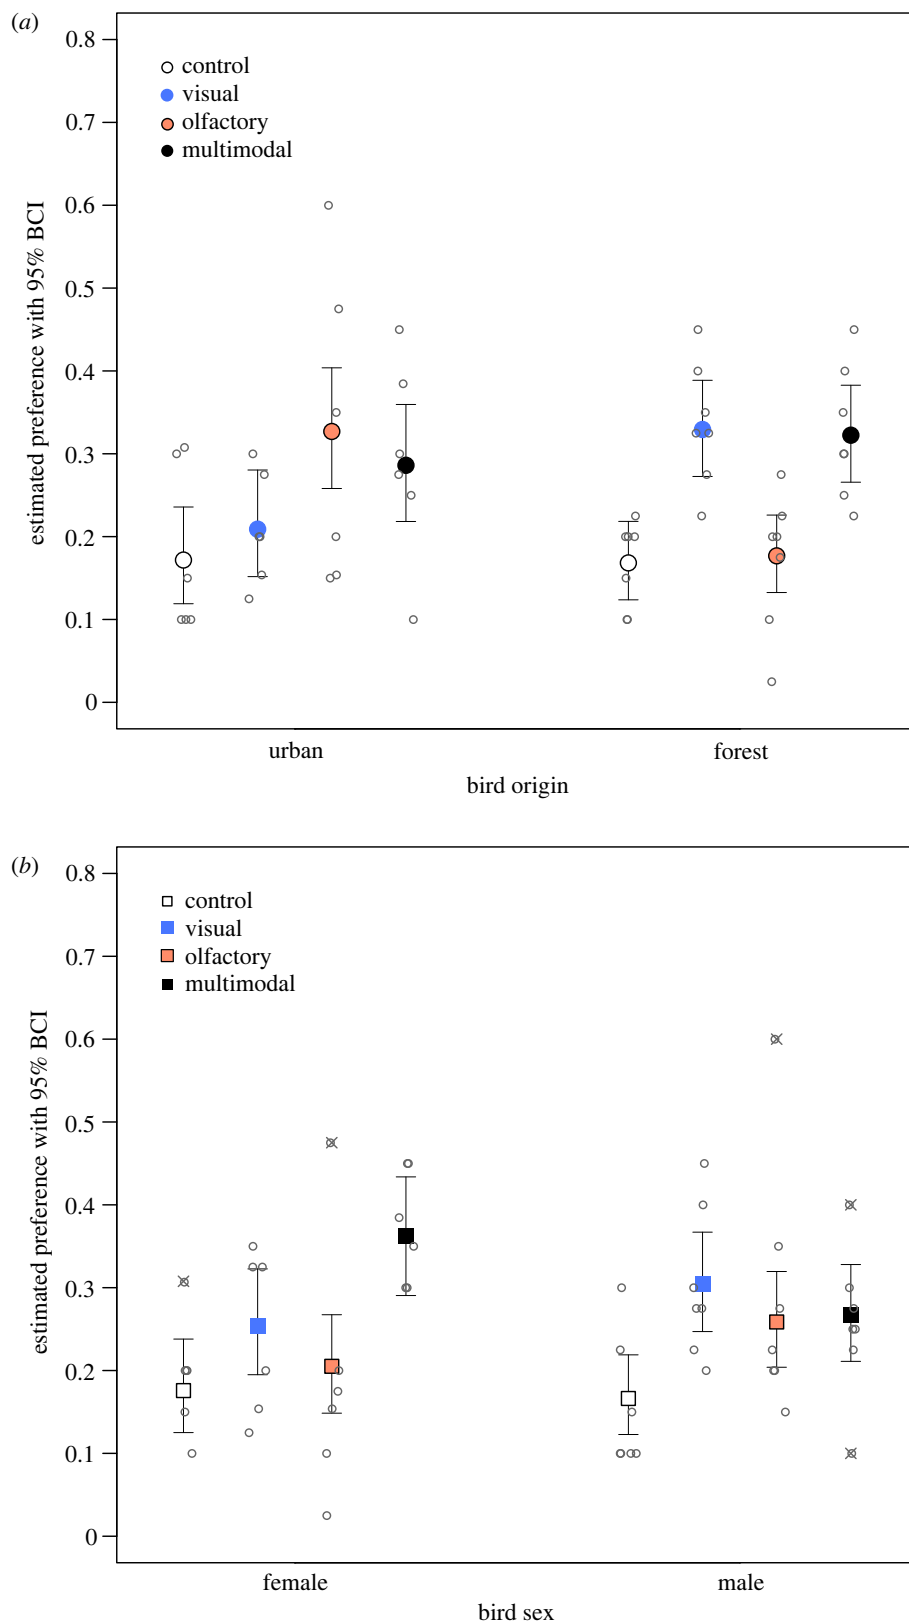 (a)
0.8
control
visual
0.7
olfactory
multimodal
0.6
0.5
0.4
0.3
0.2
0.1
0
estimated preference with 95% BCI
urban
forest
bird origin
(b)
0.8
control
visual
0.7
olfactory
multimodal
0.6
0.5
0.4
0.3
0.2
0.1
0
estimated preference with 95% BCI
female
male
bird sex